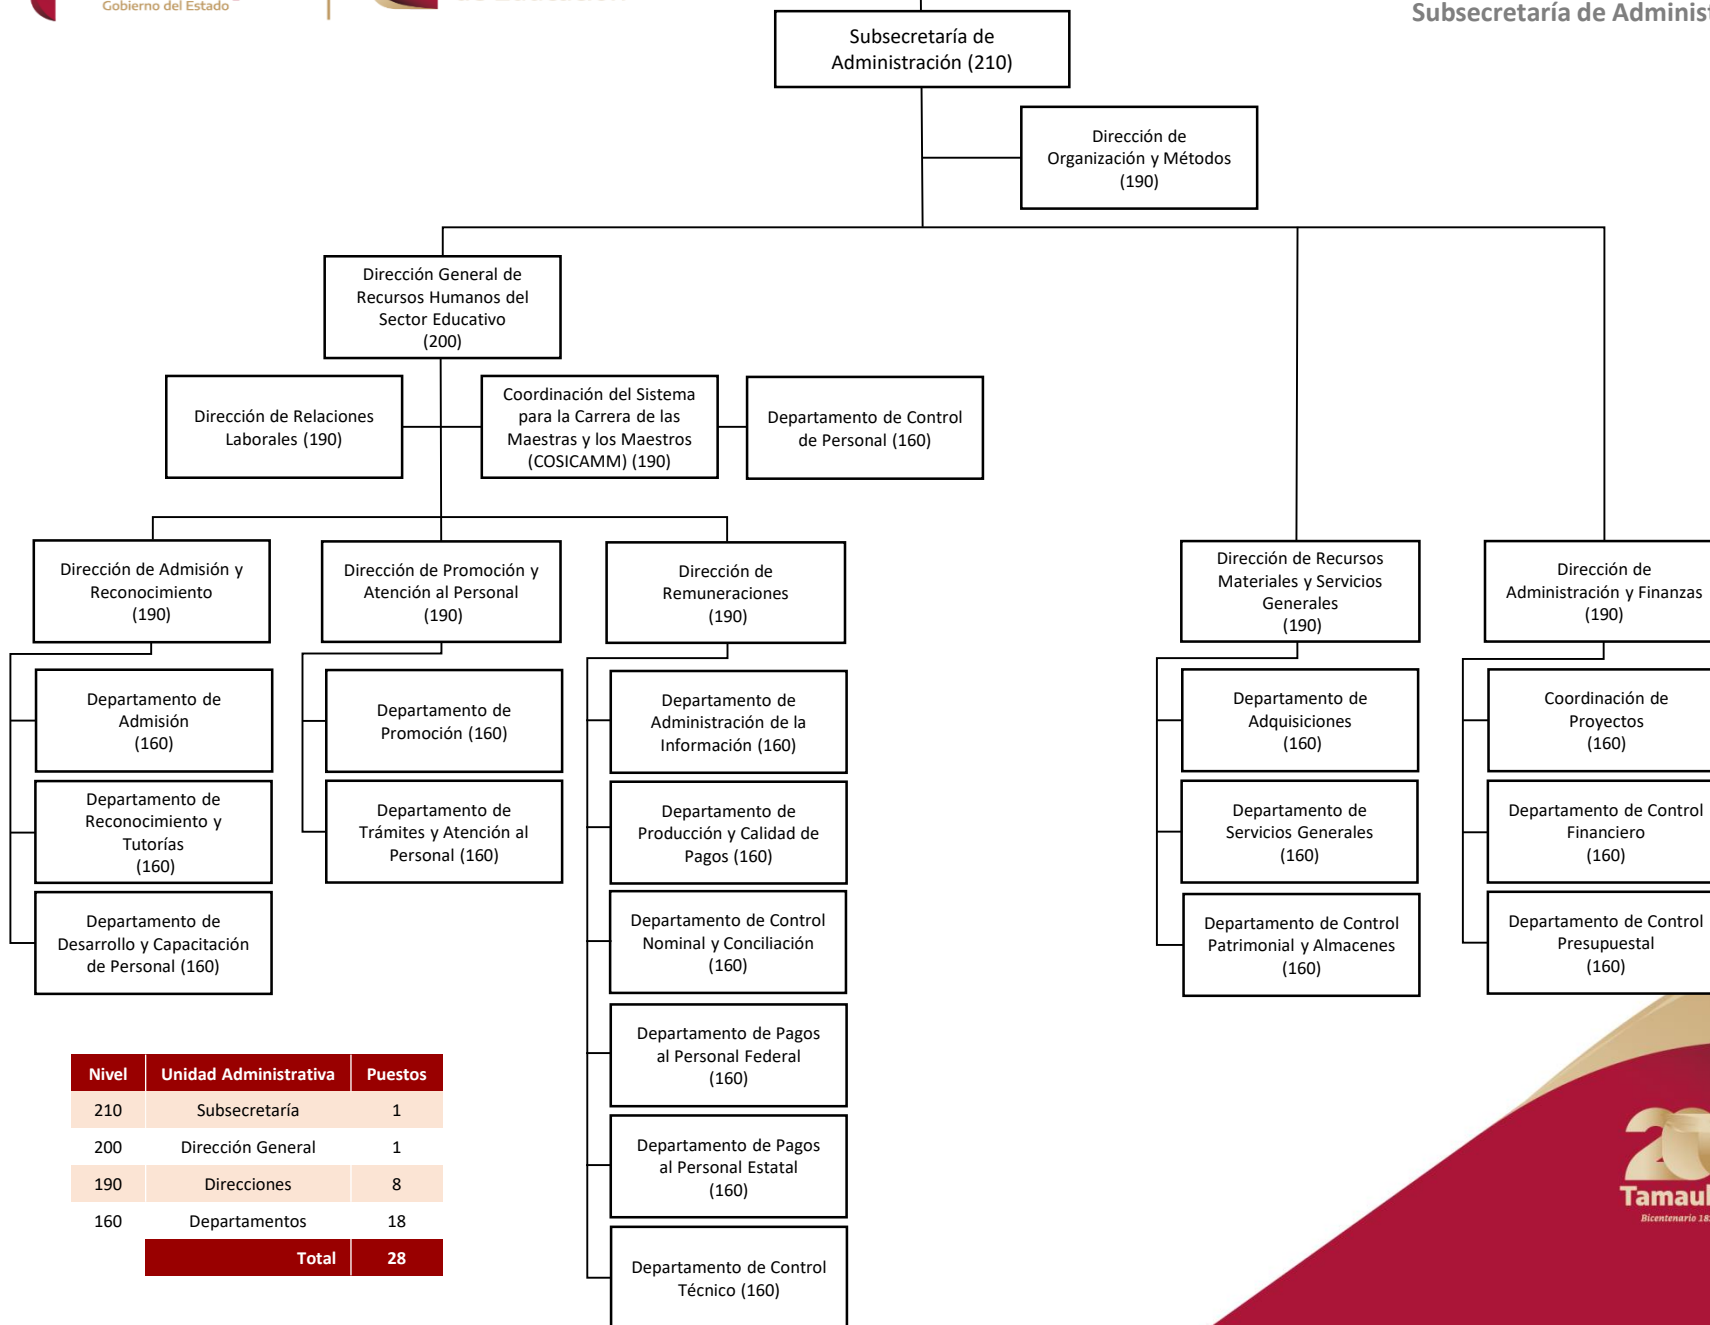 Gobierno del Estado
Subsecretaría de
Subsecretaría de
Administración (210)
Dirección de
Organización y Métodos
(190)
Dirección General de
Recursos Humanos del
Sector Educativo
(200)
Dirección de Relaciones
Laborales (190)
Coordinación del Sistema
para la Carrera de las
Maestras y los Maestros
(COSICAMM) (190)
Departamento de Control
de Personal (160)
Dirección de Admisión y
Reconocimiento
(190)
Dirección de Promoción y
Atención al Personal
(190)
Dirección de
Remuneraciones
(190)
Dirección de Recursos
Materiales y Servicios
Generales
(190)
Dirección de
Administración y Finanzas
(190)
Departamento de
Admisión
(160)
Departamento de
Reconocimiento y
Tutorías
(160)
Departamento de
Desarrollo y Capacitación
de Personal (160)
Departamento de
Promoción (160)
Departamento de
Trámites y Atención al
Personal (160)
Departamento de
Administración de la
Información (160)
Departamento de
Producción y Calidad de
Pagos (160)
Departamento de Control
Nominal y Conciliación
(160)
Departamento de Pagos
al Personal Federal
(160)
Departamento de Pagos
al Personal Estatal
(160)
Departamento de Control
Técnico (160)
Departamento de
Adquisiciones
(160)
Departamento de
Servicios Generales
(160)
Departamento de Control
Patrimonial y Almacenes
(160)
Coordinación de
Proyectos
(160)
Departamento de Control
Financiero
(160)
Departamento de Control
Presupuestal
(160)
Nivel Unidad Administrativa Puestos
210 Subsecretaría 1
200 Dirección General 1
190 Direcciones 8
160 Departamentos 18
Total 28
Bicentenario